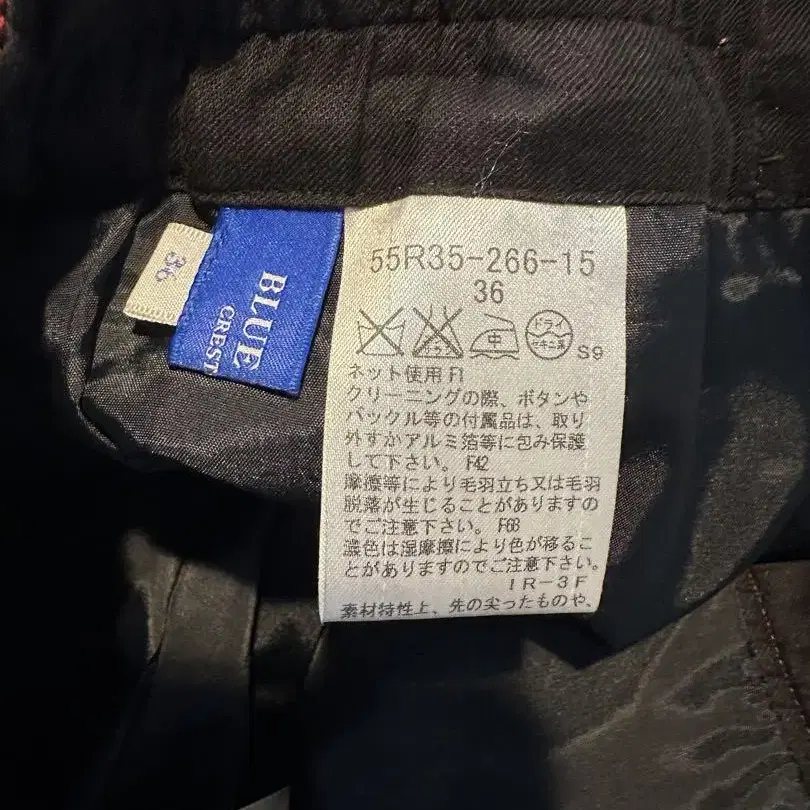 36
BLUE
CREST
55R35-266-15
36
中
ドライ
セキユ系
S9
ネット使用 F1
クリーニングの際、ボタンや
バックル等の付属品は、取り
外すかアルミ箔等に包み保護
して下さい。 F42
摩擦等により毛羽立ち又は毛羽
脱落が生じることがありますの
でご注意下さい。 F68
濃色は湿摩擦により色が移るこ
とがありますのでご注意下さい。
IR-3F
素材特性上、先の尖ったものや、